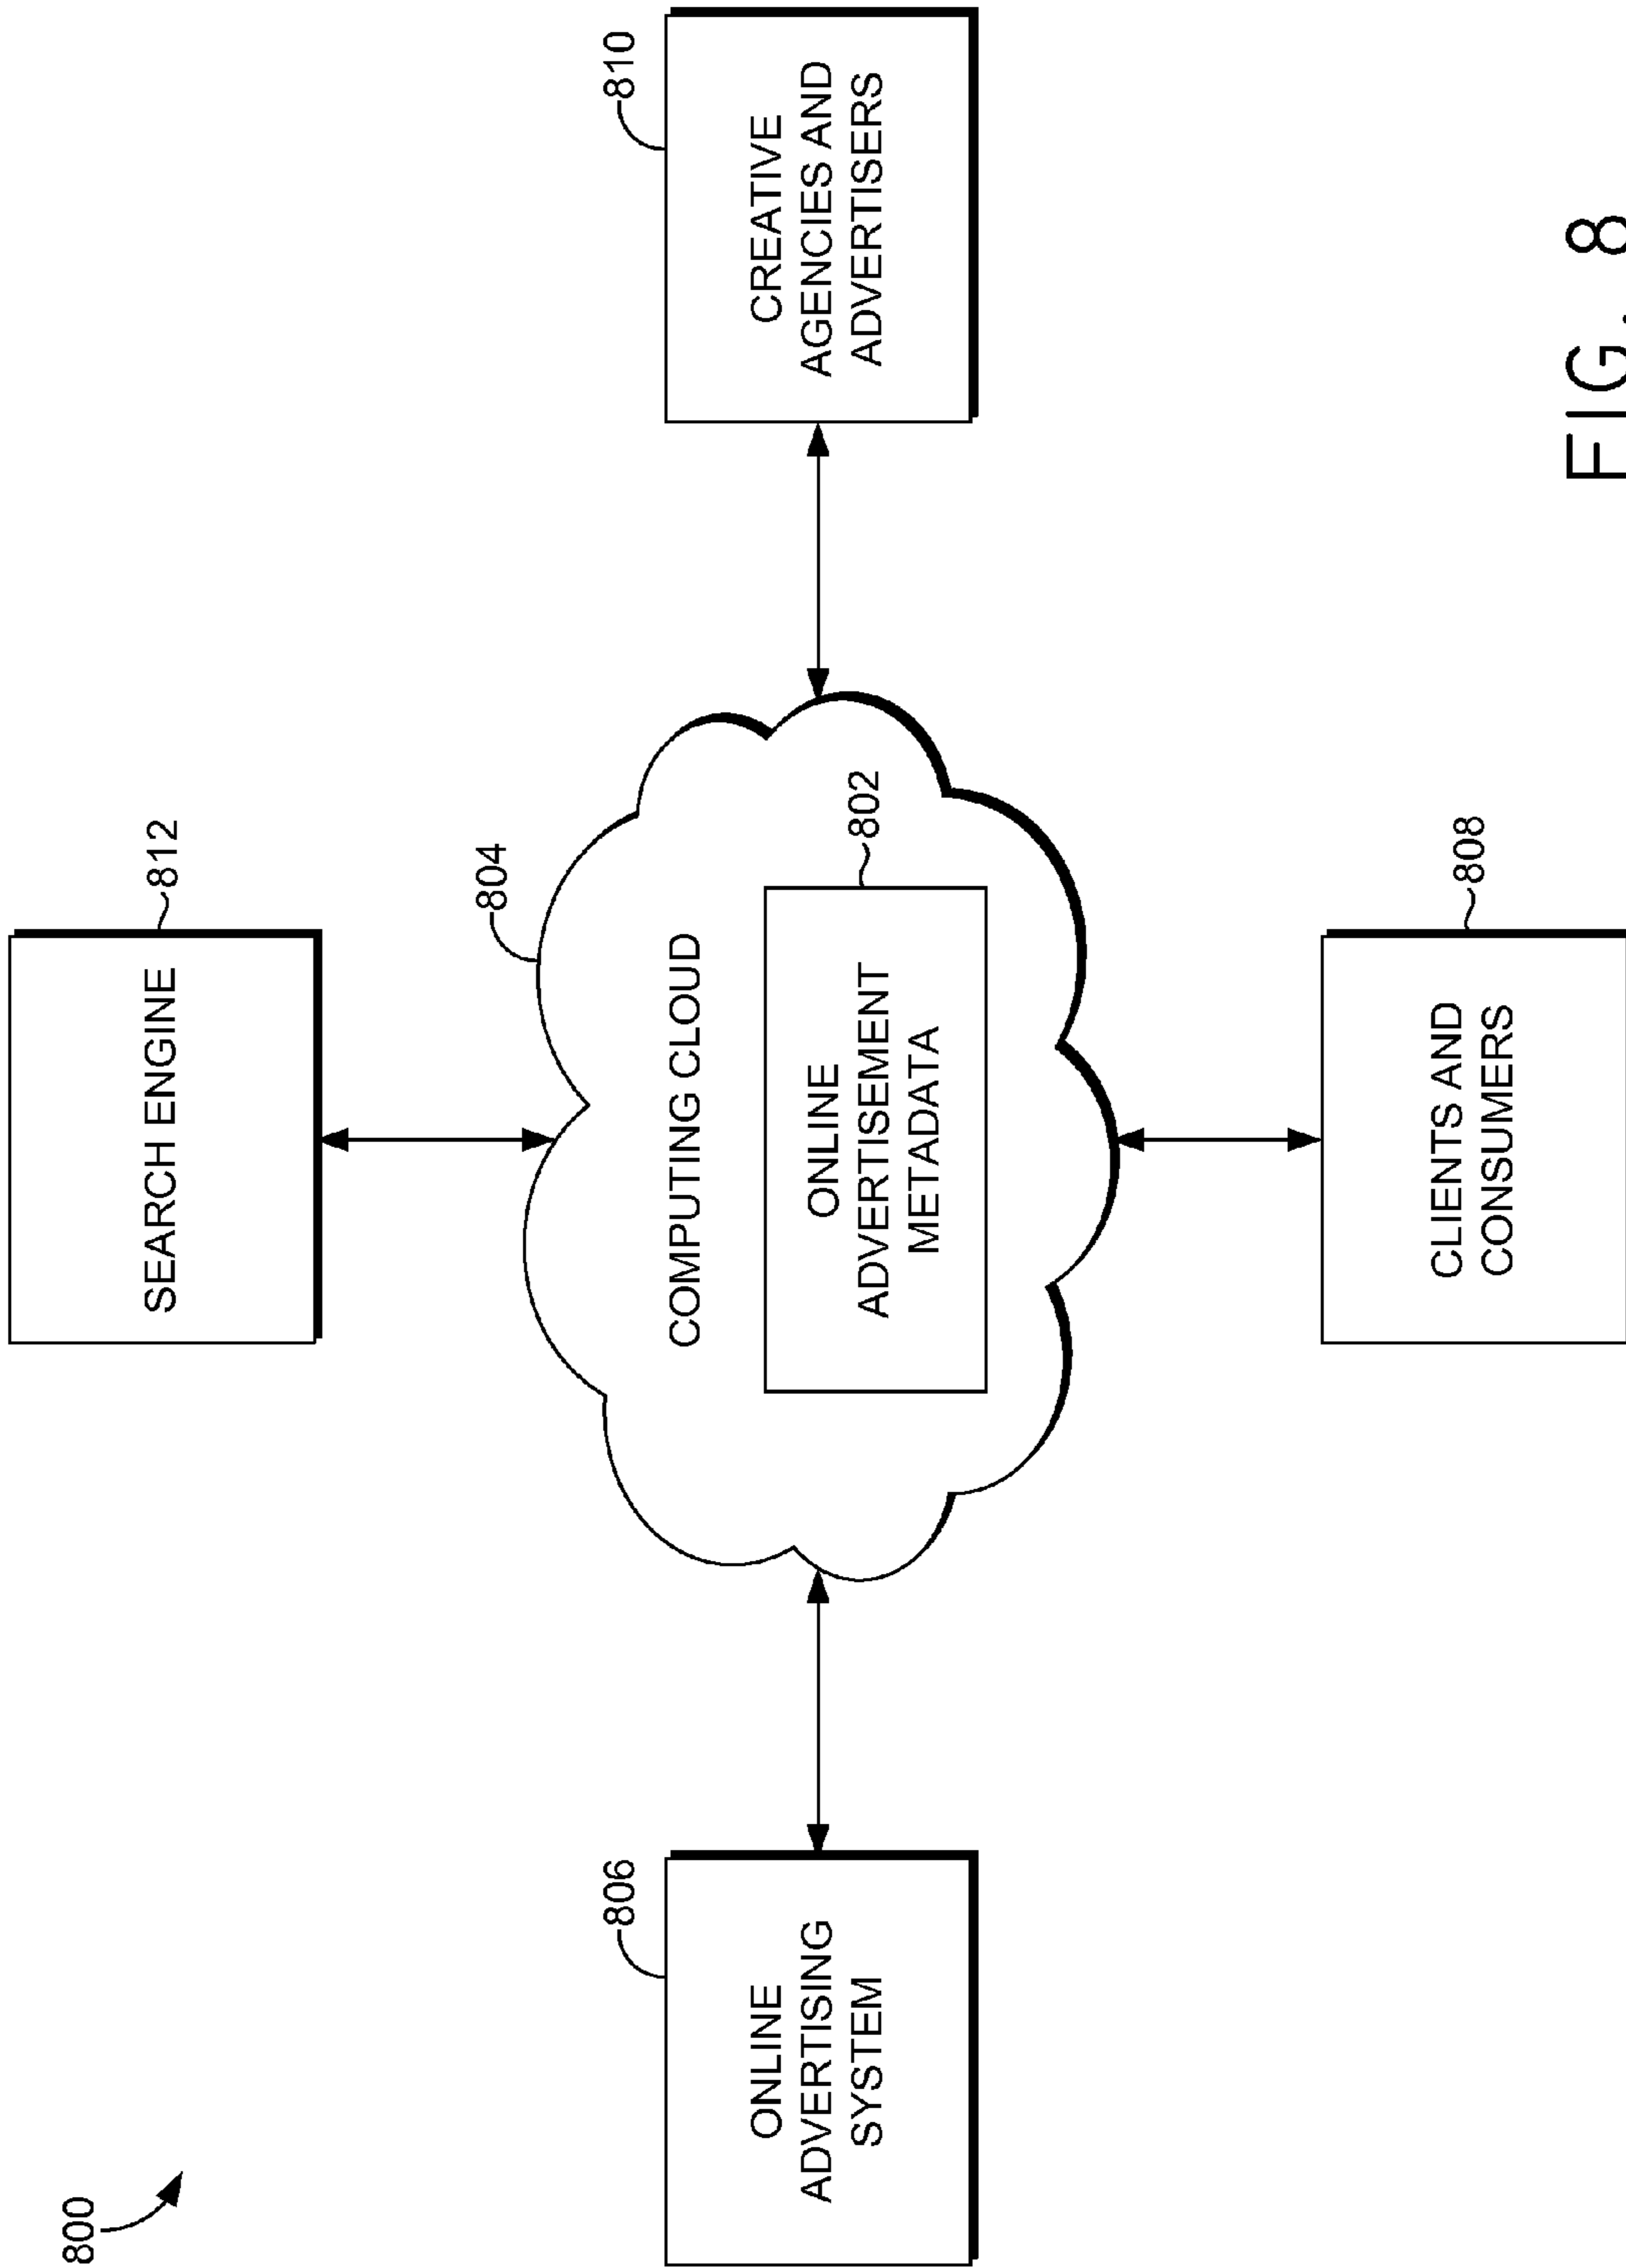 800
SEARCH ENGINE
812
804
COMPUTING CLOUD
ONLINE
ADVERTISEMENT
METADATA
802
806
ONLINE
ADVERTISING
SYSTEM
810
CREATIVE
AGENCIES AND
ADVERTISERS
CLIENTS AND
CONSUMERS
808
FIG. 8